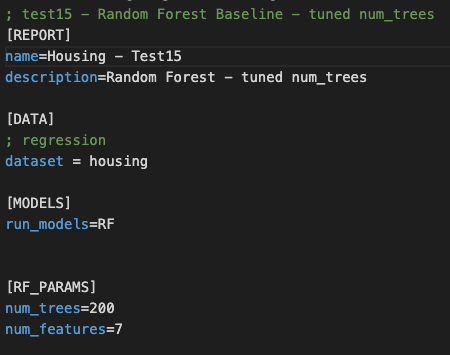 ; test15 - Random Forest Baseline - tuned num_trees
[REPORT]
name=Housing - Test15
description=Random Forest - tuned num_trees
[DATA]
; regression
dataset = housing
[MODELS]
run_models=RF
[RF_PARAMS]
num_trees=200
num_features=7